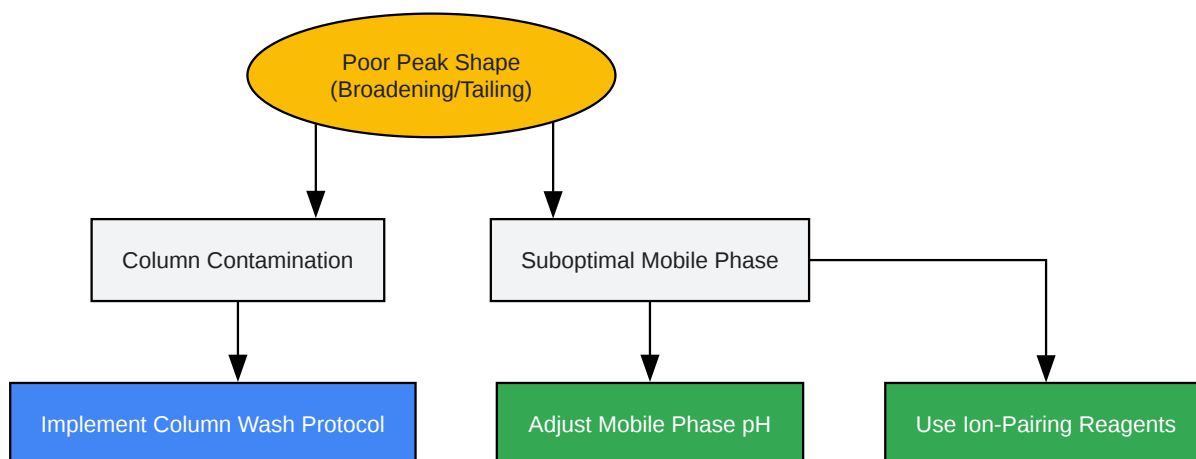 Poor Peak Shape
(Broadening/Tailing)
Column Contamination
Suboptimal Mobile Phase
Implement Column Wash Protocol
Adjust Mobile Phase pH
Use Ion-Pairing Reagents